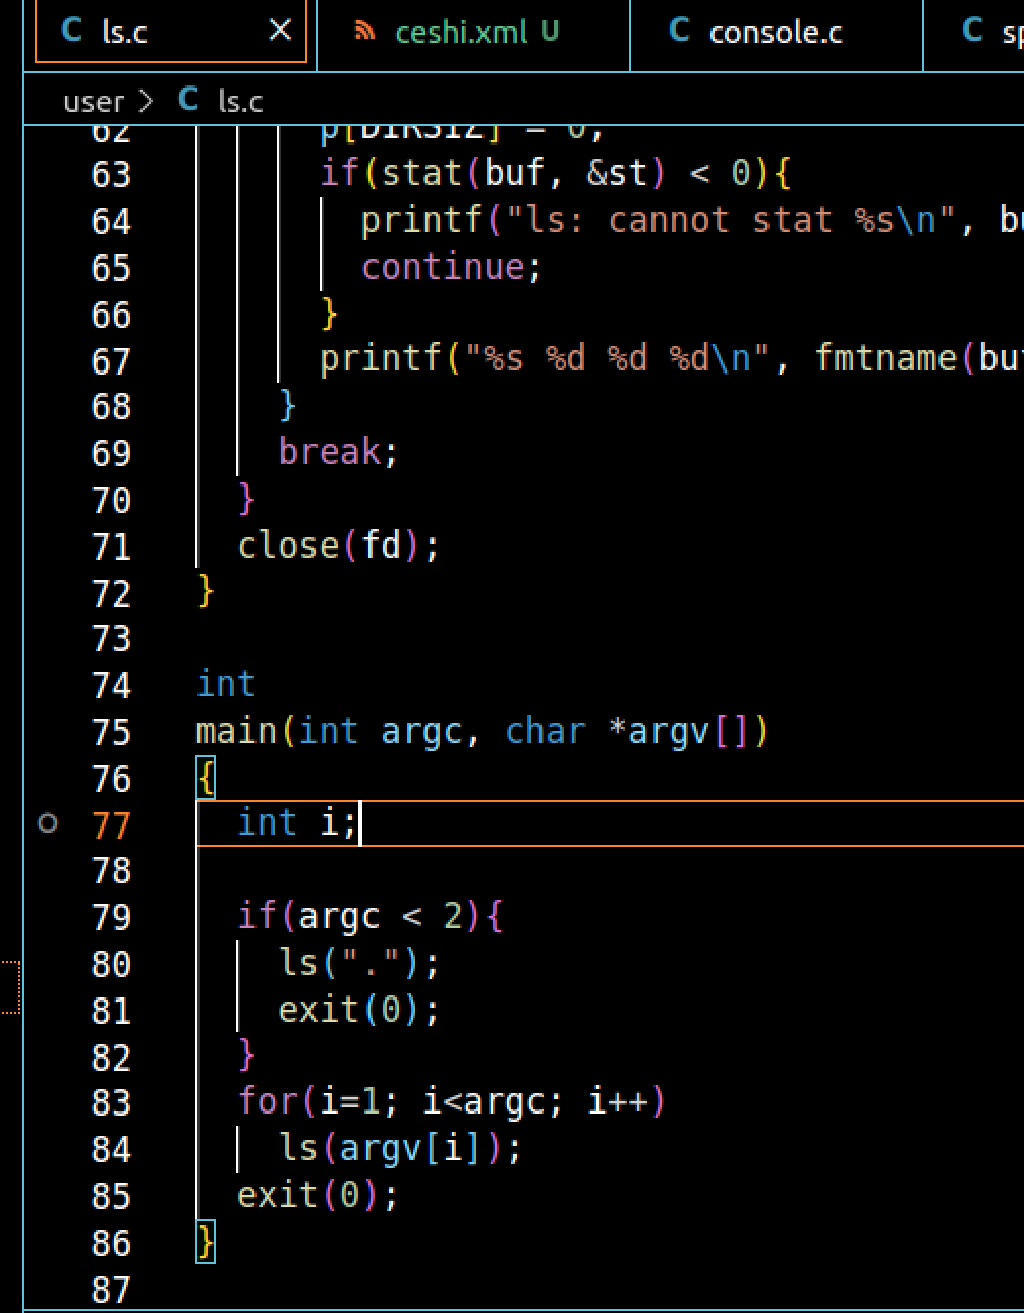 C ls.c ceshi.xml U C console.c C sp
user > C ls.c
62 p[DIRSIZ] = 0;
63 if(stat(buf, &st) < 0){
64 printf("ls: cannot stat %s\n", bu
65 continue;
66 }
67 printf("%s %d %d %d\n", fmtname(buf
68 }
69 break;
70 }
71 close(fd);
72 }
73
74 int
75 main(int argc, char *argv[])
76 {
77 int i;
78
79 if(argc < 2){
80 ls(".");
81 exit(0);
82 }
83 for(i=1; i<argc; i++)
84 ls(argv[i]);
85 exit(0);
86 }
87